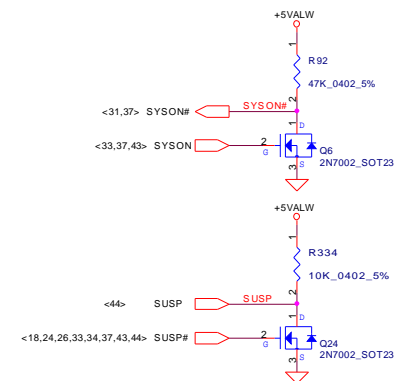 +5VALW
1
R92
47K_0402_5%
2
<31,37> SYSON# SYSON#
1 D
<33,37,43> SYSON 2 G
Q6
2N7002_SOT23
3 S
+5VALW
1
R334
10K_0402_5%
2
<44> SUSP SUSP
1 D
<18,24,26,33,34,37,43,44> SUSP# 2 G
Q24
2N7002_SOT23
3 S